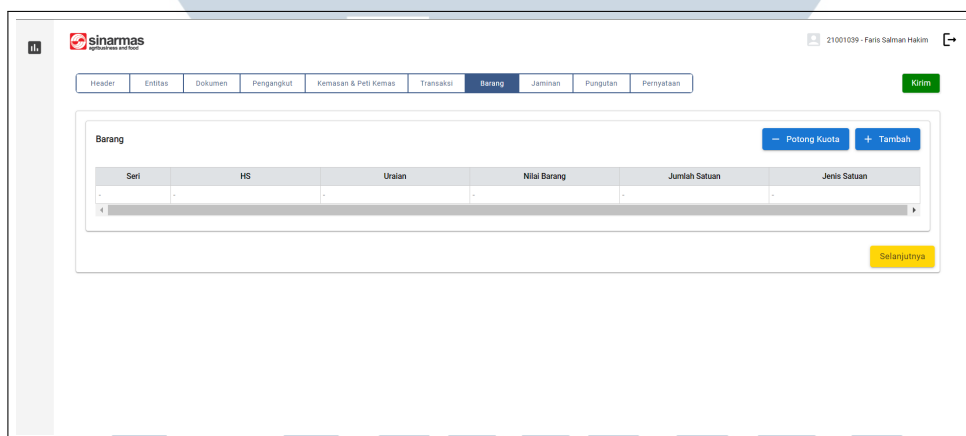 sinarmas
agribusiness and food
21001039 - Faris Salman Hakim
Header Entitas Dokumen Pengangkut Kemasan & Peti Kemas Transaksi Barang Jaminan Pungutan Pernyataan Kirim
Barang — Potong Kuota + Tambah
Seri HS Uraian Nilai Barang Jumlah Satuan Jenis Satuan
- - - - - -
Selanjutnya